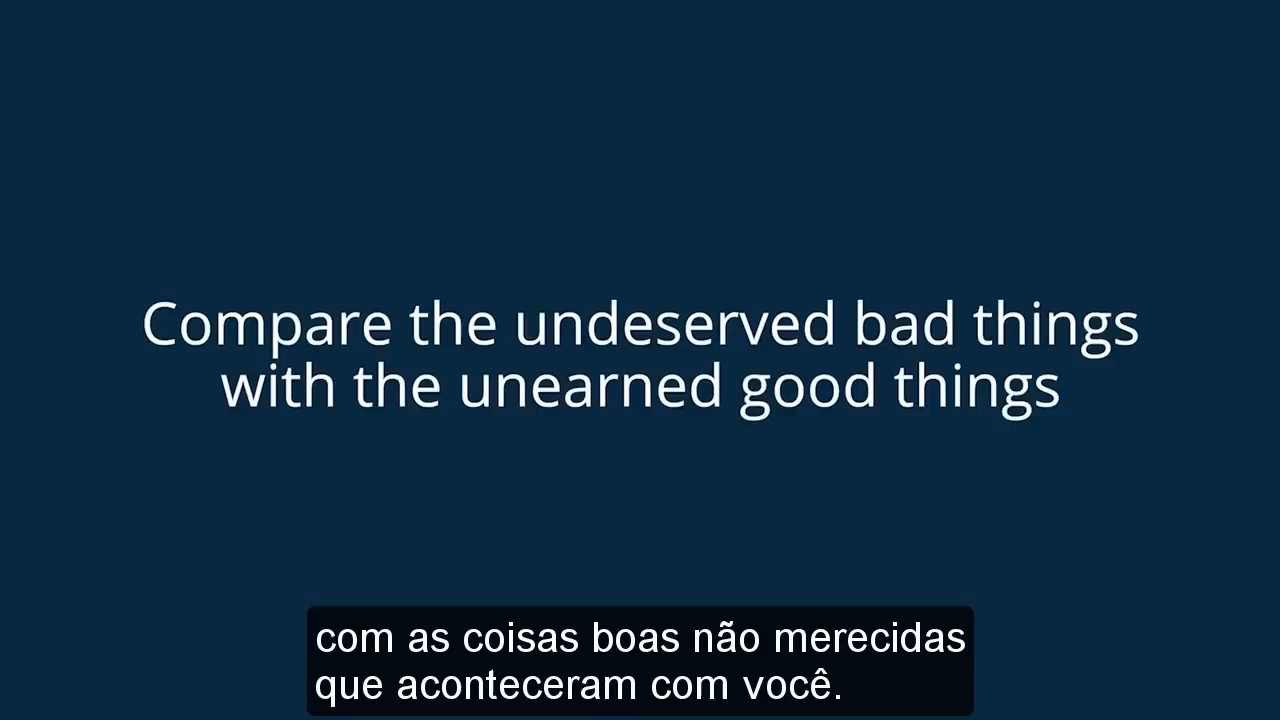 Compare the undeserved bad things
with the unearned good things
com as coisas boas não merecidas
que aconteceram com você.